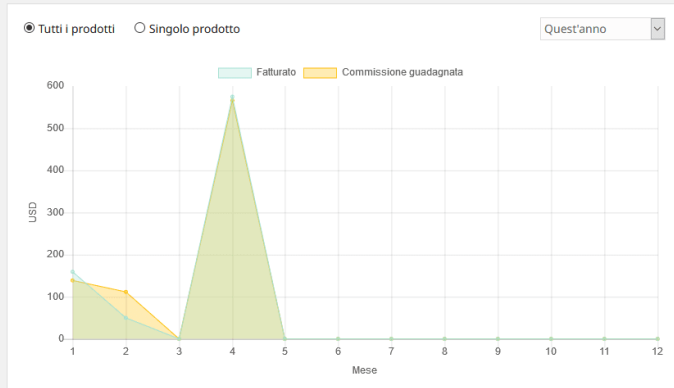 Tutti i prodotti Singolo prodotto Quest'anno
Fatturato Commissione guadagnata
600
500
400
300
200
100
0
USD
1 2 3 4 5 6 7 8 9 10 11 12
Mese